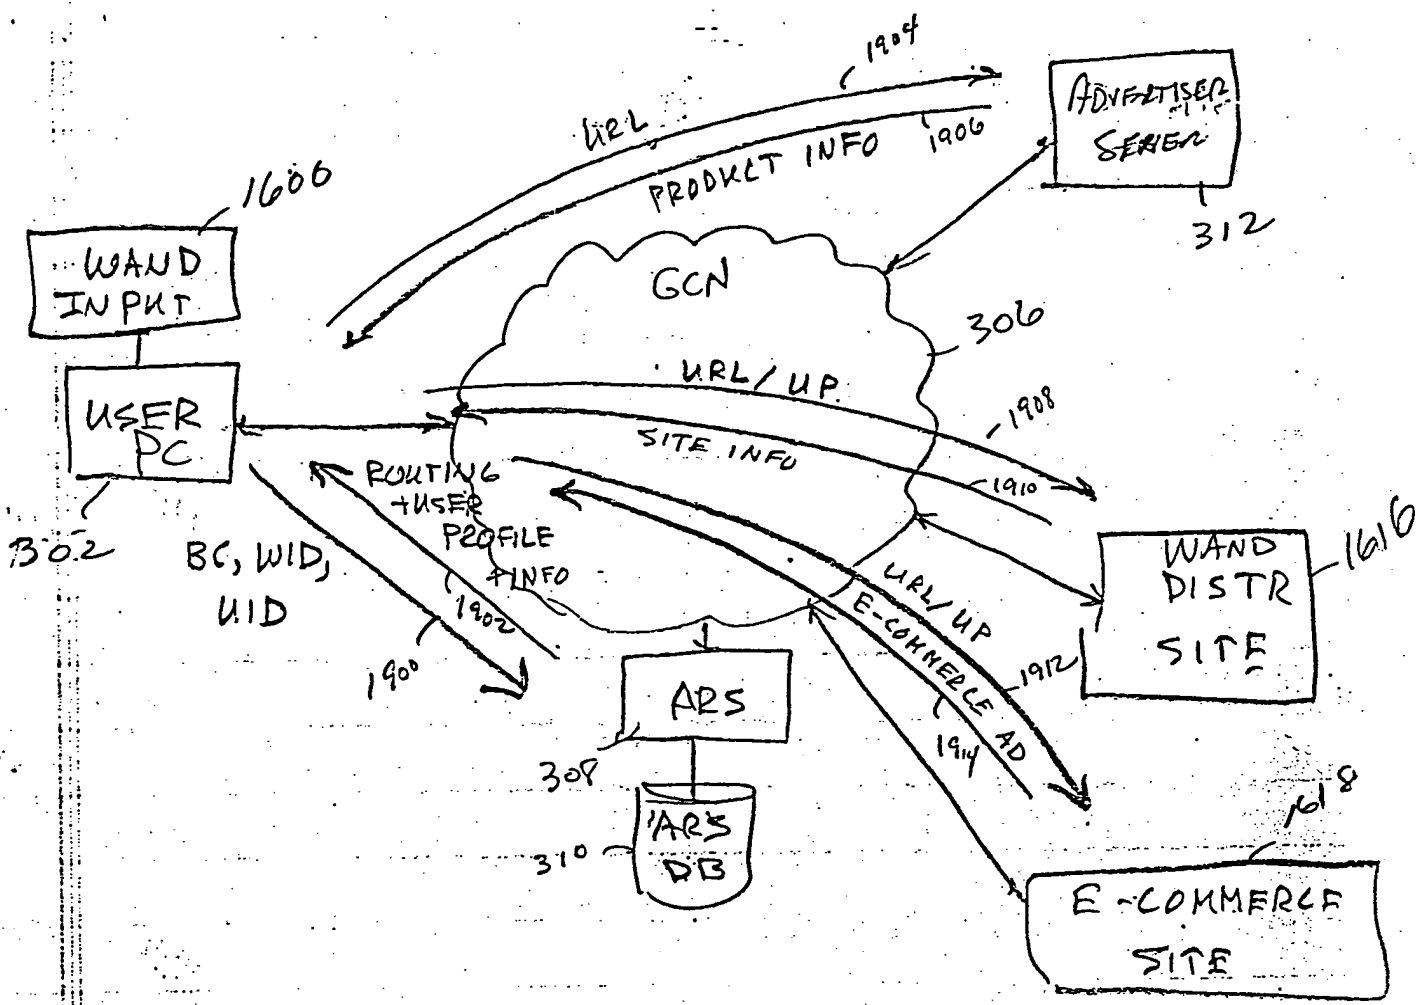 1904
URL
1906
PRODUCT INFO
ADVERTISER
SERVER
312
1600
WAND
INPUT
GCN
306
USER
PC
302
URL/UP
1908
SITE INFO
1910
ROUTING
+USER
PROFILE
+INFO
1902
BC, WID,
UID
1900
WAND
DISTR
SITE
1616
URL/UP
1912
E-COMMERCE AD
1914
ARS
308
ARS
DB
310
1618
E-COMMERCE
SITE